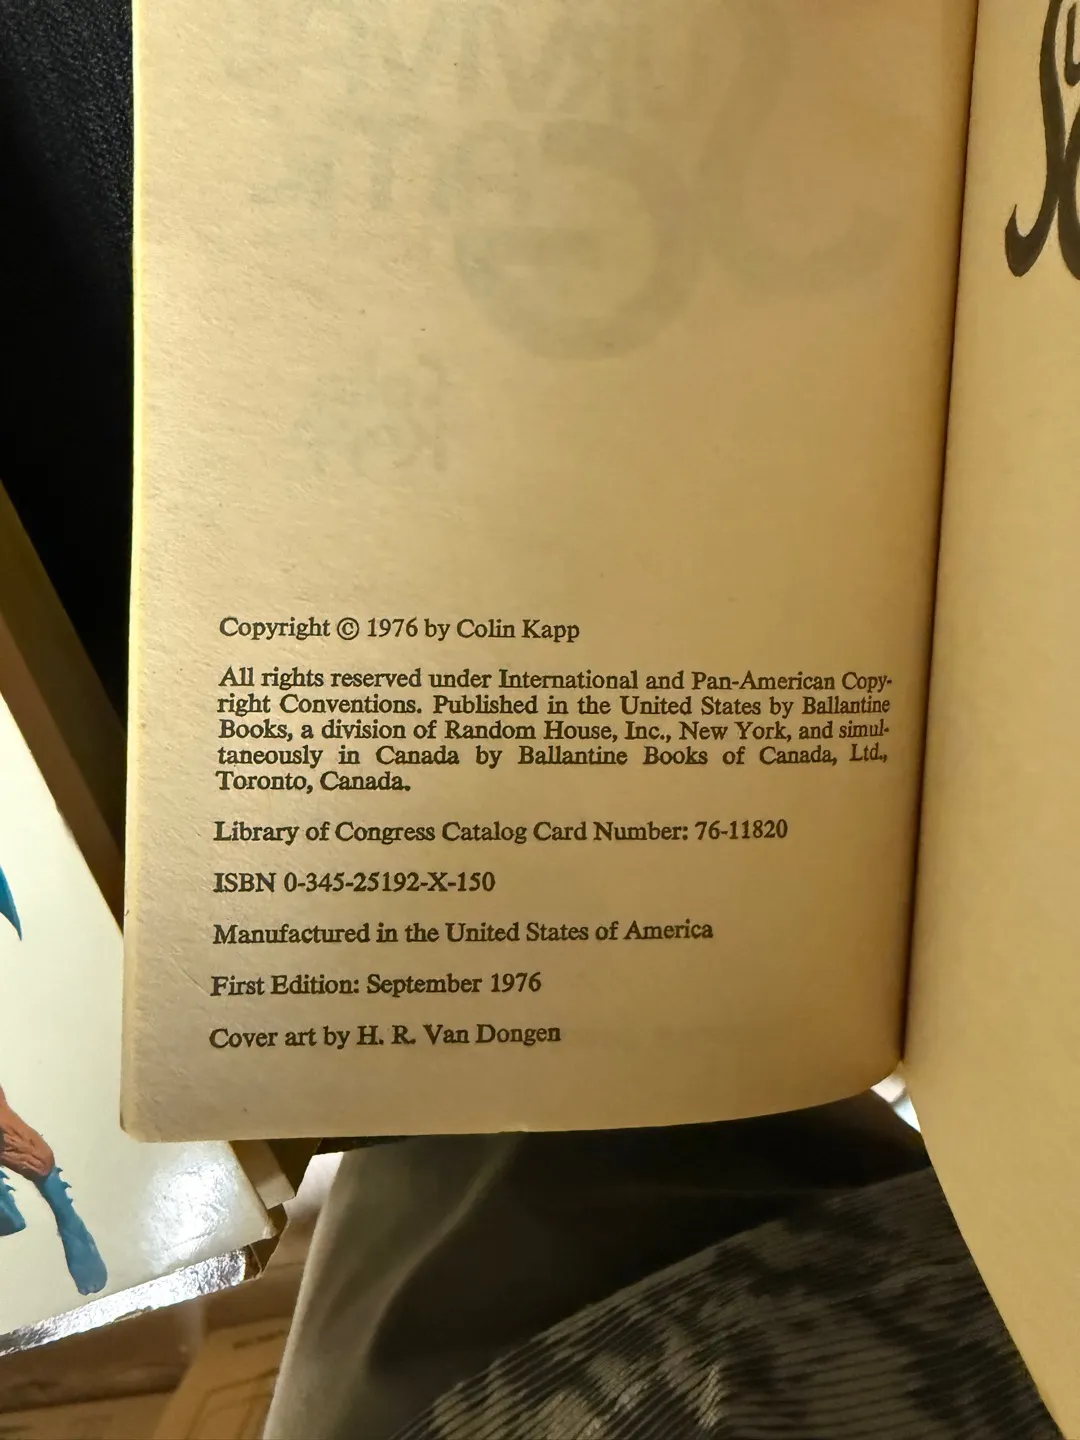 Copyright © 1976 by Colin Kapp
All rights reserved under International and Pan-American Copy-
right Conventions. Published in the United States by Ballantine
Books, a division of Random House, Inc., New York, and simul-
taneously in Canada by Ballantine Books of Canada, Ltd.,
Toronto, Canada.
Library of Congress Catalog Card Number: 76-11820
ISBN 0-345-25192-X-150
Manufactured in the United States of America
First Edition: September 1976
Cover art by H. R. Van Dongen